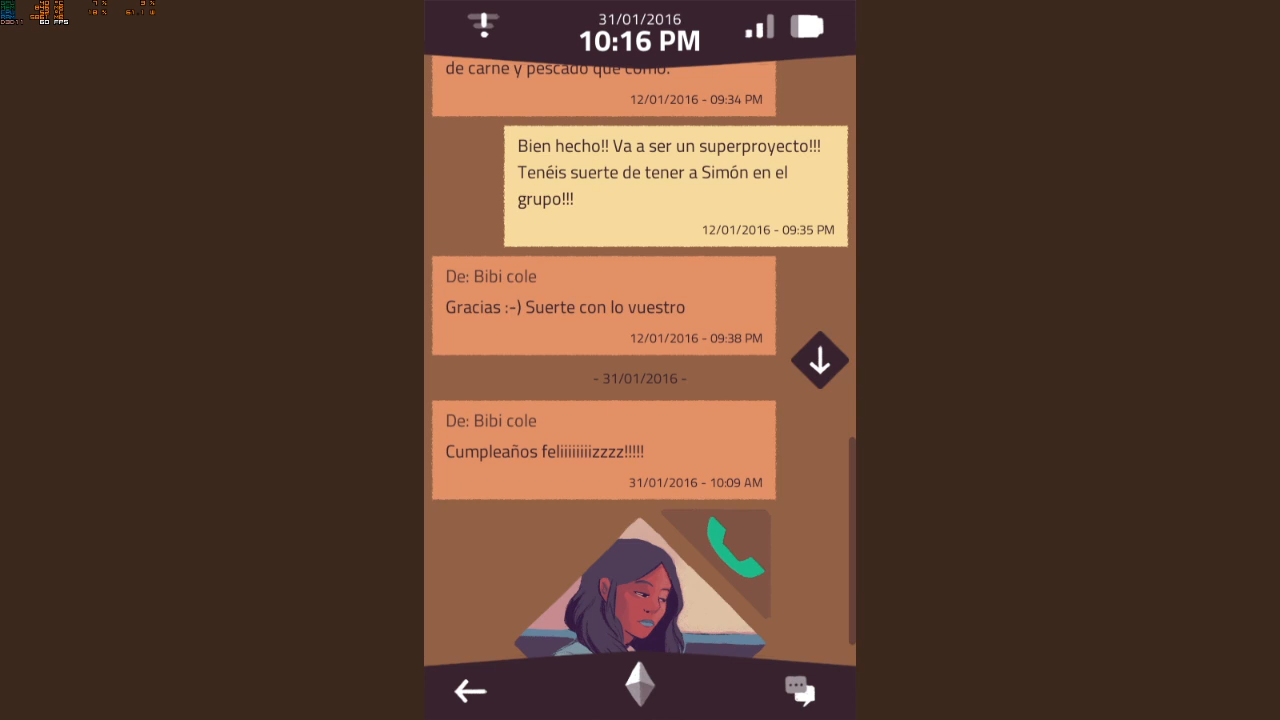 31/01/2016
10:16 PM
de carne y pescado que como.
12/01/2016 - 09:34 PM
Bien hecho!! Va a ser un superproyecto!!!
Tenéis suerte de tener a Simón en el
grupo!!!
12/01/2016 - 09:35 PM
De: Bibi cole
Gracias :-) Suerte con lo vuestro
12/01/2016 - 09:38 PM
- 31/01/2016 -
De: Bibi cole
Cumpleaños feliiiiiiiiizzzz!!!!!
31/01/2016 - 10:09 AM